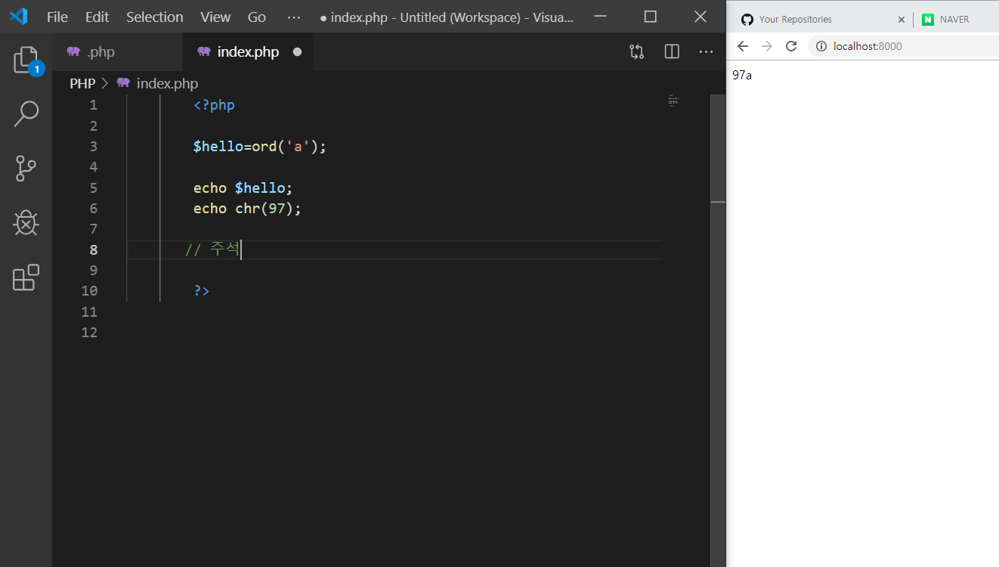 File Edit Selection View Go ··· ● index.php - Untitled (Workspace) - Visua...
Your Repositories
NAVER
.php
index.php ●
localhost:8000
1
PHP > index.php
97a
1 <?php
2
3 $hello=ord('a');
4
5 echo $hello;
6 echo chr(97);
7
8 // 주석
9
10 ?>
11
12